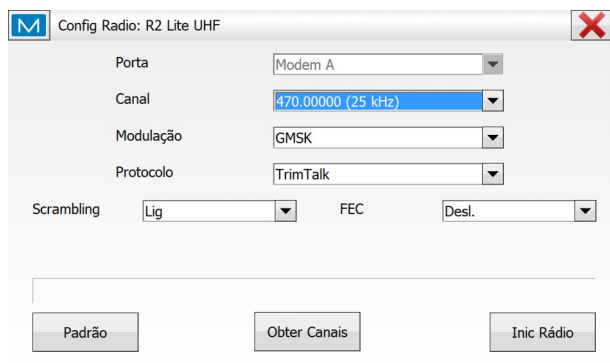 M Config Radio: R2 Lite UHF
Porta Modem A
Canal 470.00000 (25 kHz)
Modulação GMSK
Protocolo TrimTalk
Scrambling Lig FEC Desl.
Padrão Obter Canais Inic Rádio